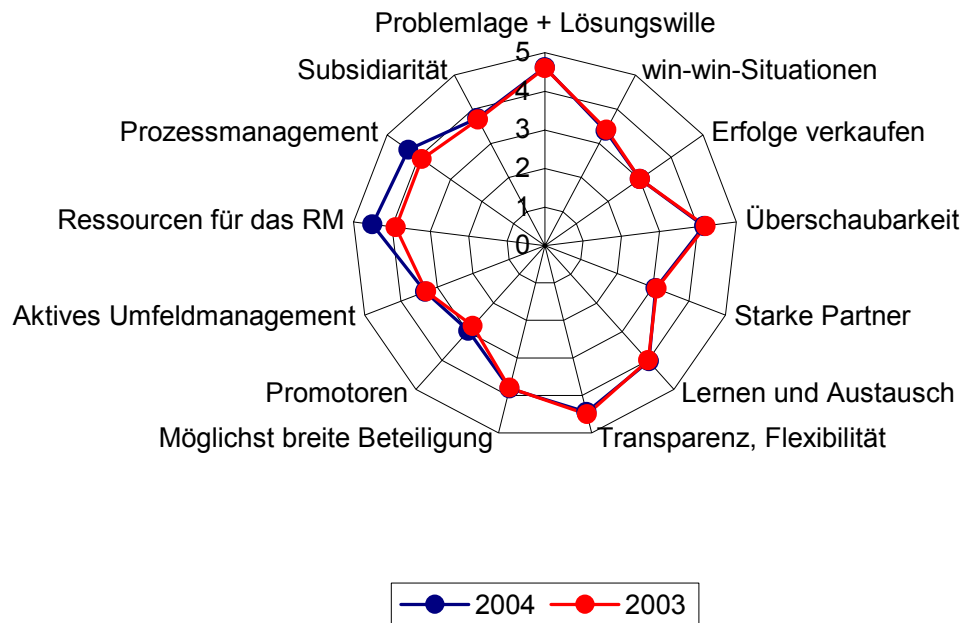 Problemlage + Lösungswille
5
Subsidiarität
win-win-Situationen
4
Prozessmanagement
3
Erfolge verkaufen
2
Ressourcen für das RM
1
Überschaubarkeit
0
Aktives Umfeldmanagement
Starke Partner
Promotoren
Lernen und Austausch
Möglichst breite Beteiligung
Transparenz, Flexibilität
2004
2003